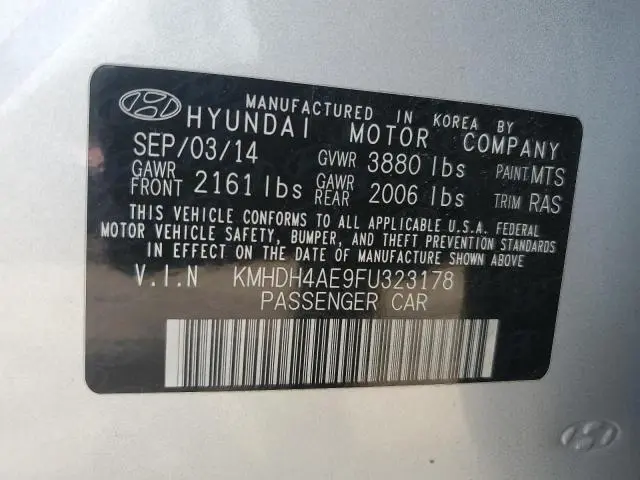 MANUFACTURED IN KOREA BY
HYUNDAI MOTOR COMPANY
SEP/03/14 GVWR 3880 lbs PAINT:MTS
GAWR FRONT 2161 lbs GAWR REAR 2006 lbs TRIM RAS
THIS VEHICLE CONFORMS TO ALL APPLICABLE U.S.A. FEDERAL
MOTOR VEHICLE SAFETY, BUMPER, AND THEFT PREVENTION STANDARDS
IN EFFECT ON THE DATE OF MANUFACTURE SHOWN ABOVE.
V.I.N KMHDH4AE9FU323178
PASSENGER CAR